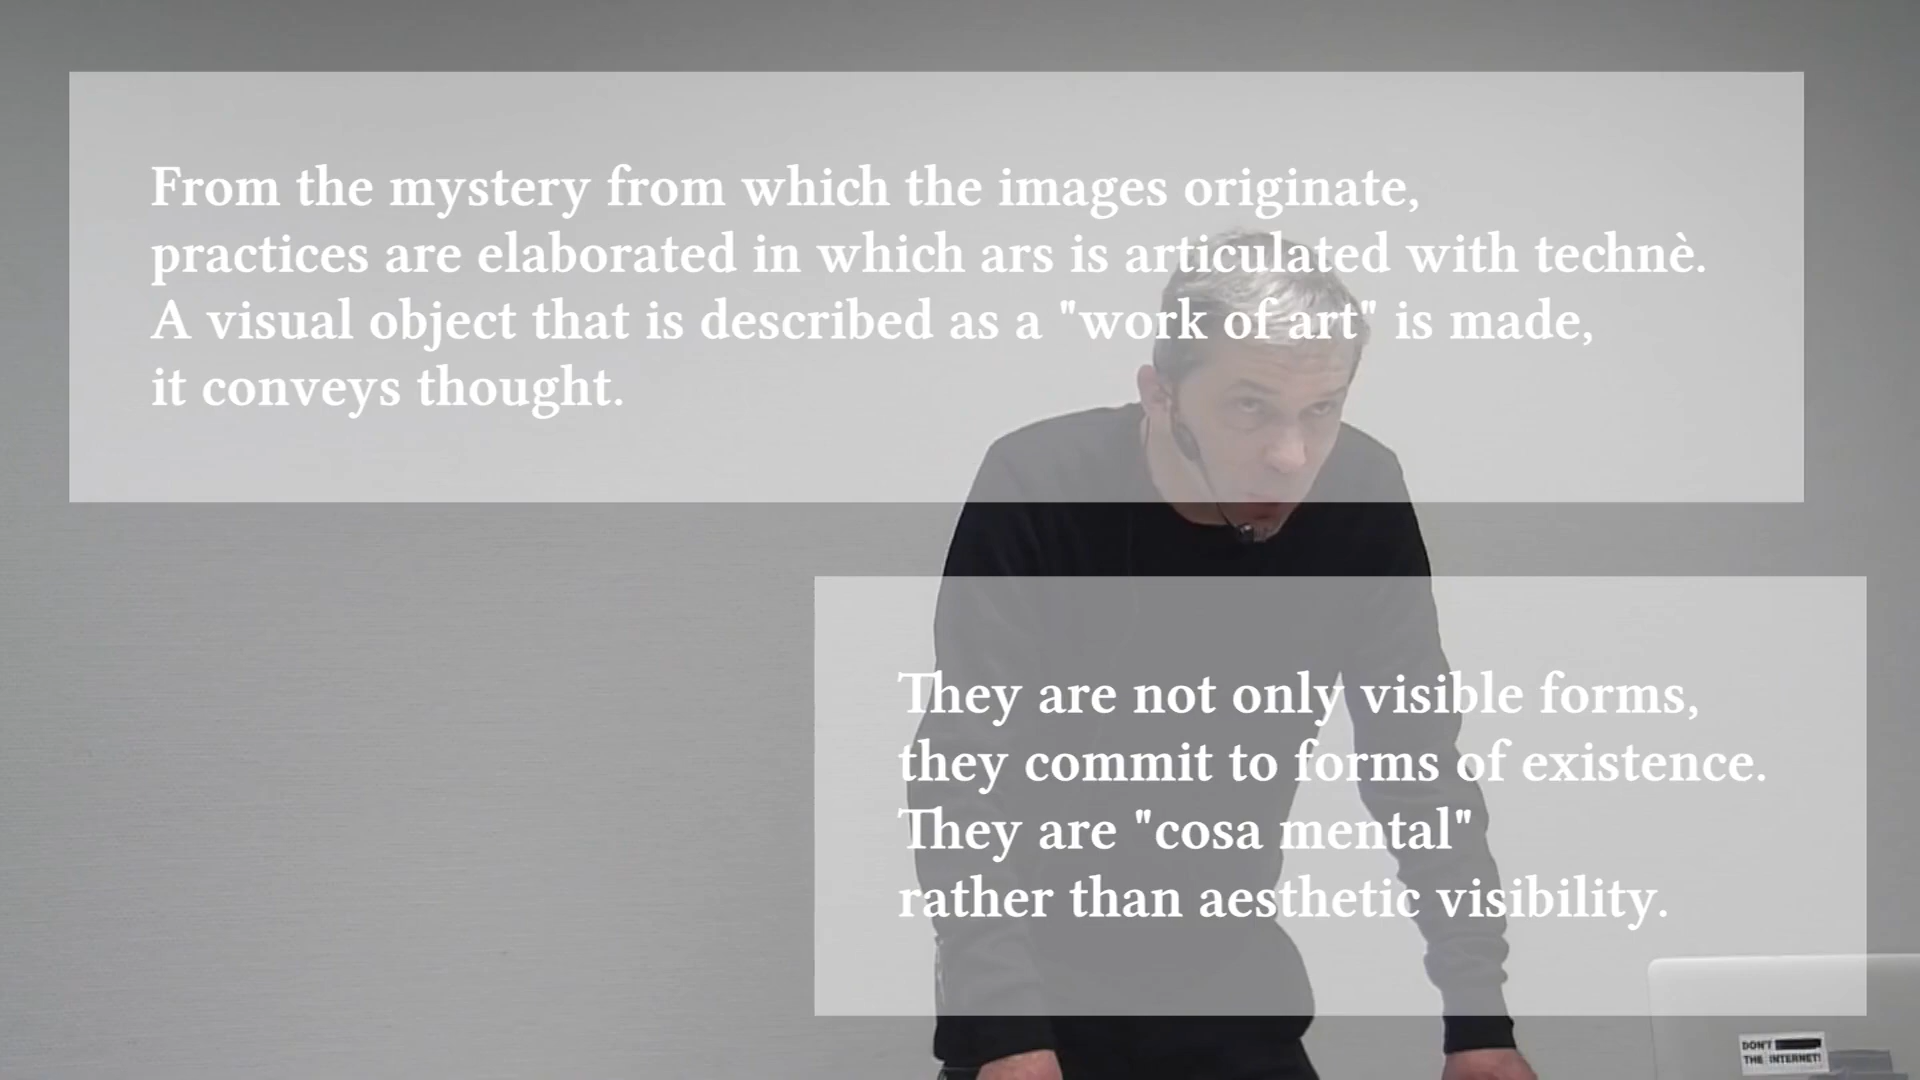 From the mystery from which the images originate,
practices are elaborated in which ars is articulated with technè.
A visual object that is described as a "work of art" is made,
it conveys thought.
They are not only visible forms,
they commit to forms of existence.
They are "cosa mental"
rather than aesthetic visibility.
DON'T
THE INTERNET!